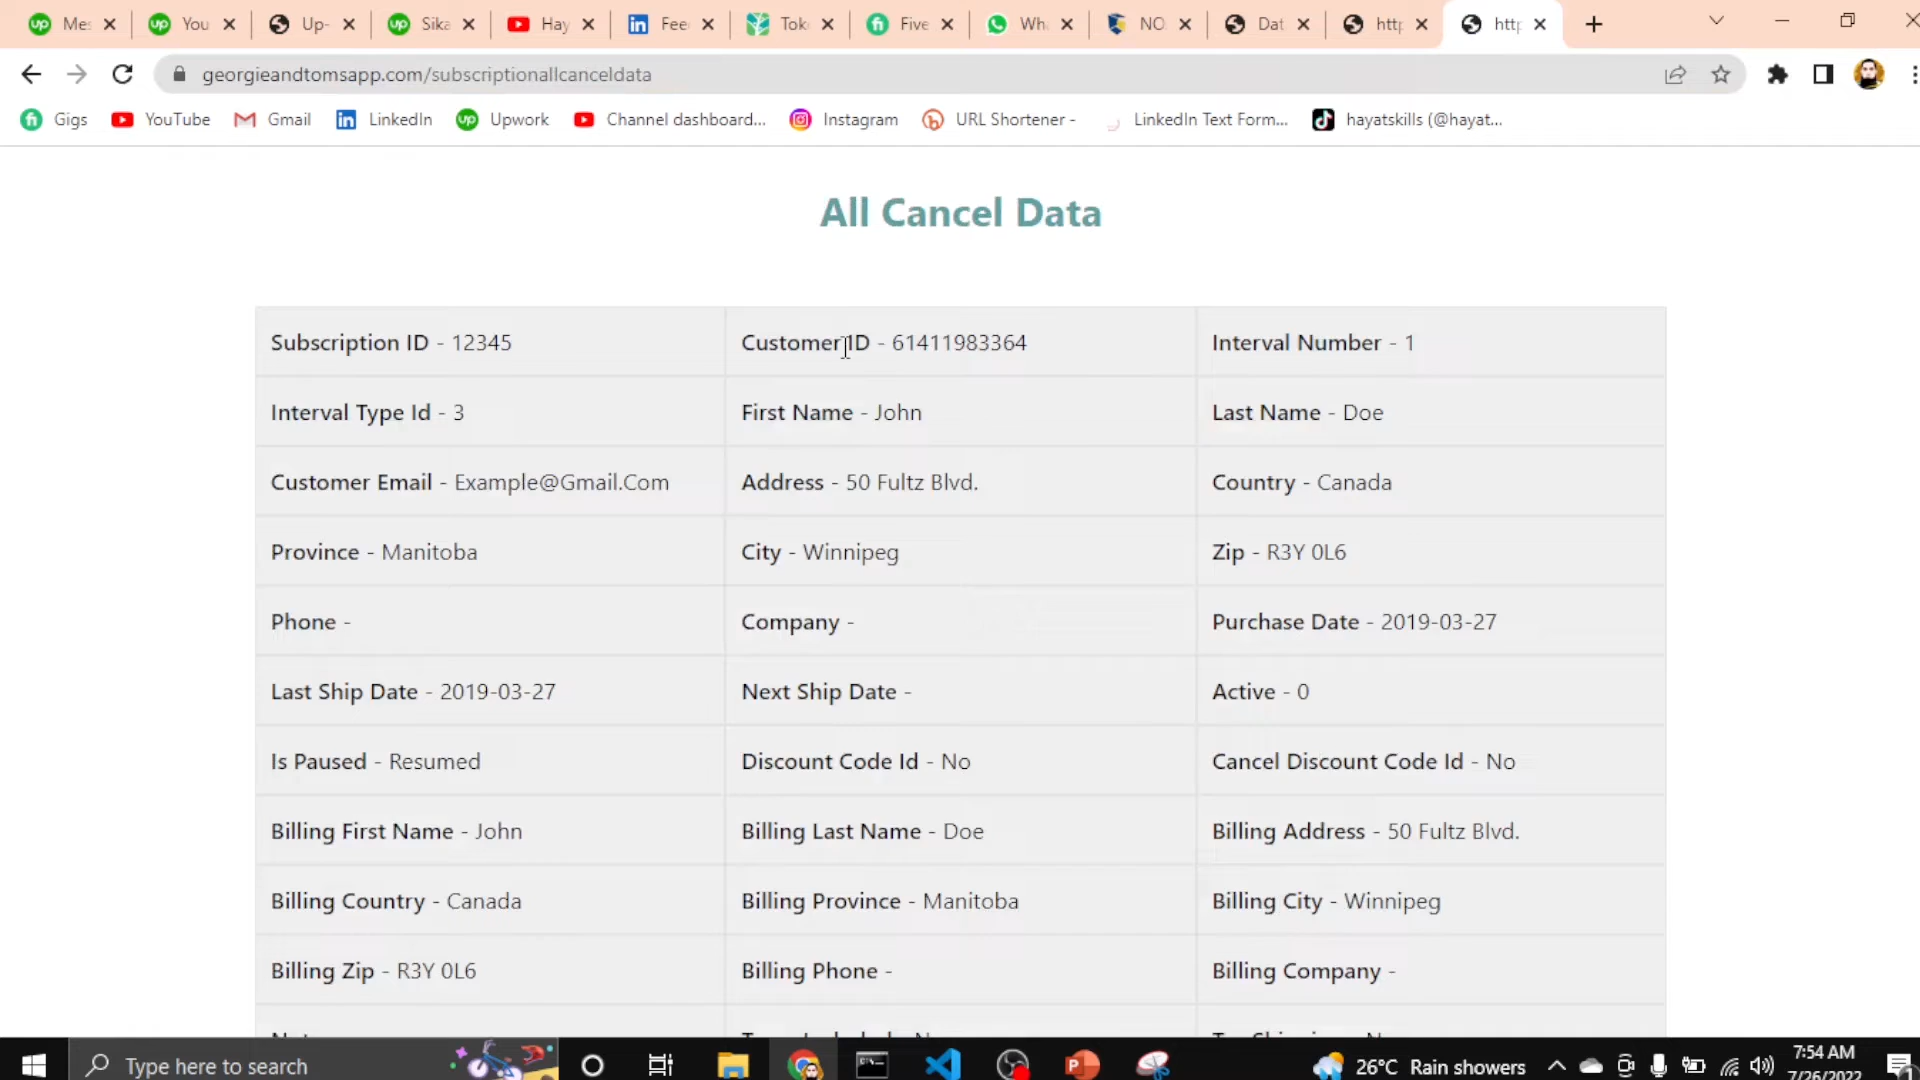 Me: You Up- Sika Hay Fee Tok Five Wh NO Dat http http
georgieandtomsapp.com/subscriptionallcanceldata
Gigs YouTube Gmail LinkedIn Upwork Channel dashboard... Instagram URL Shortener - LinkedIn Text Form... hayatskills (@hayat...
All Cancel Data
Subscription ID - 12345 Customer ID - 61411983364 Interval Number - 1
Interval Type Id - 3 First Name - John Last Name - Doe
Customer Email - Example@Gmail.Com Address - 50 Fultz Blvd. Country - Canada
Province - Manitoba City - Winnipeg Zip - R3Y 0L6
Phone - Company - Purchase Date - 2019-03-27
Last Ship Date - 2019-03-27 Next Ship Date - Active - 0
Is Paused - Resumed Discount Code Id - No Cancel Discount Code Id - No
Billing First Name - John Billing Last Name - Doe Billing Address - 50 Fultz Blvd.
Billing Country - Canada Billing Province - Manitoba Billing City - Winnipeg
Billing Zip - R3Y 0L6 Billing Phone - Billing Company -
Type here to search 26°C Rain showers 7:54 AM
7/26/2022